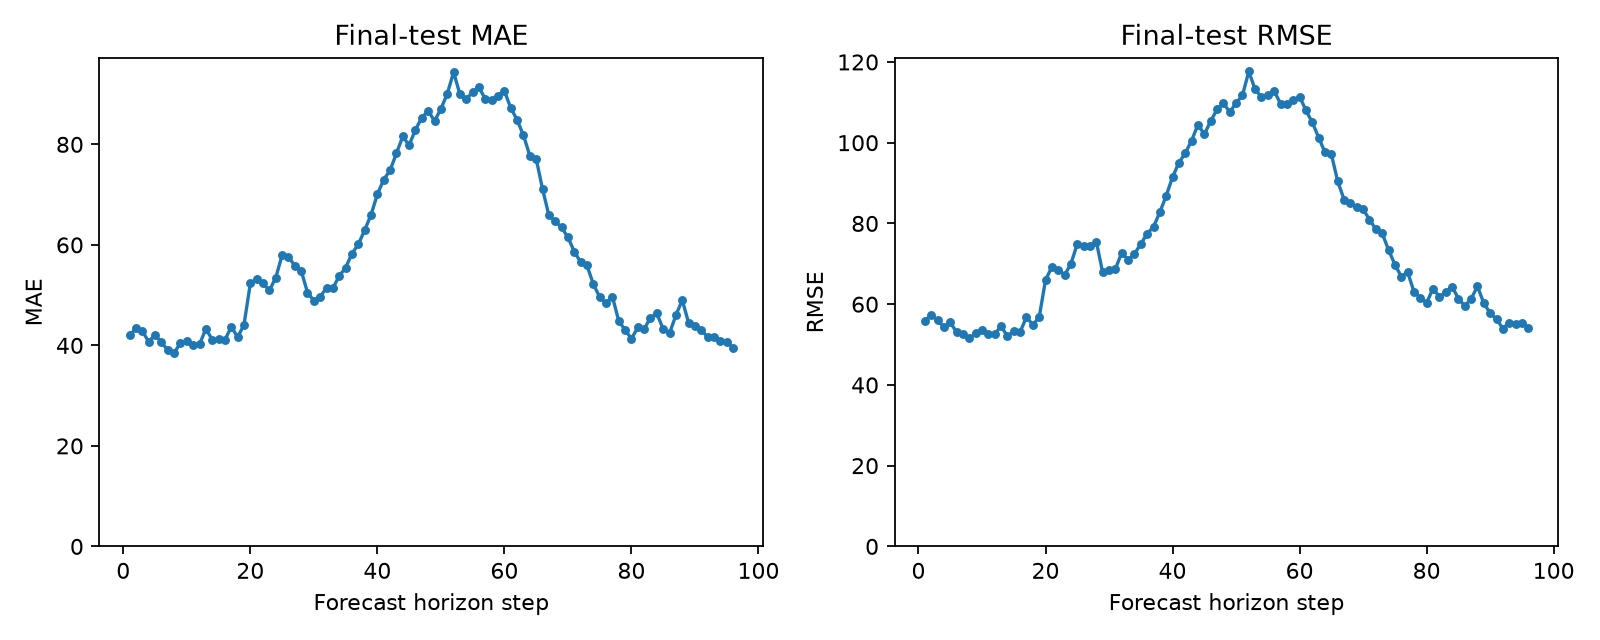 Final-test MAE
MAE
80
60
40
20
0
0 20 40 60 80 100
Forecast horizon step
Final-test RMSE
RMSE
120
100
80
60
40
20
0
0 20 40 60 80 100
Forecast horizon step